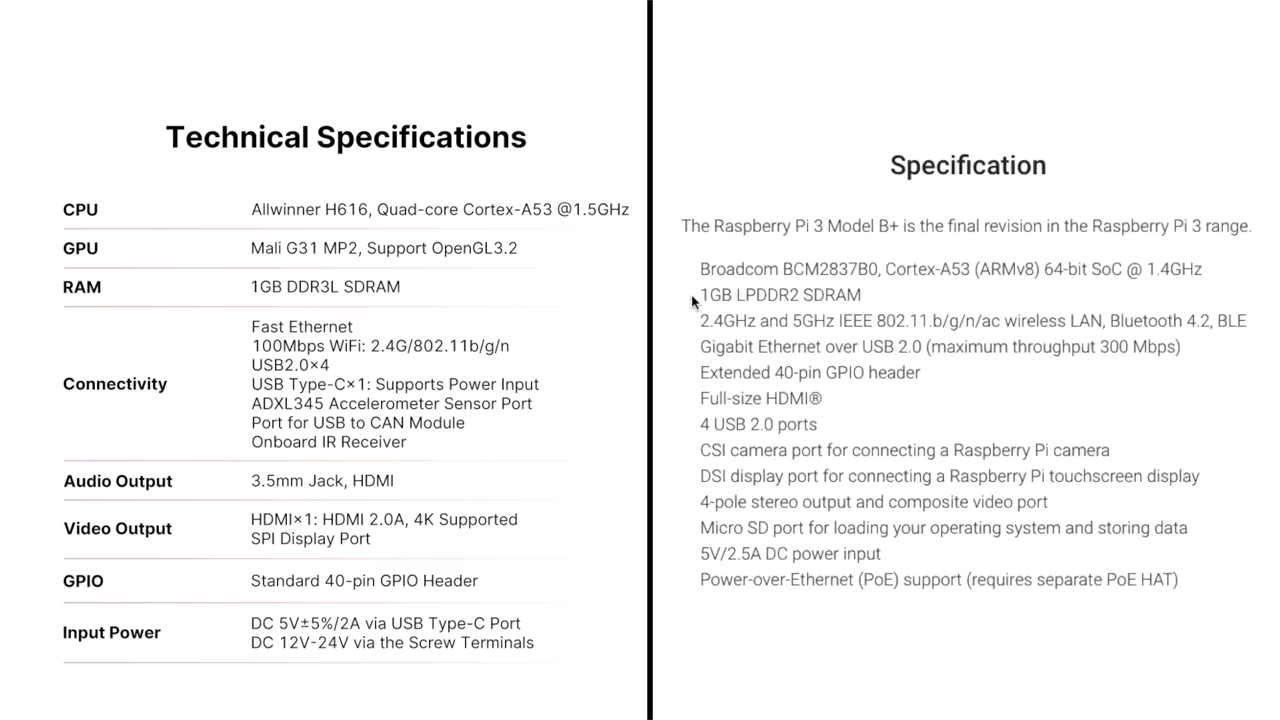 Technical Specifications
CPU
Allwinner H616, Quad-core Cortex-A53 @1.5GHz
GPU
Mali G31 MP2, Support OpenGL3.2
RAM
1GB DDR3L SDRAM
Connectivity
Fast Ethernet
100Mbps WiFi: 2.4G/802.11b/g/n
USB2.0×4
USB Type-C×1: Supports Power Input
ADXL345 Accelerometer Sensor Port
Port for USB to CAN Module
Onboard IR Receiver
Audio Output
3.5mm Jack, HDMI
Video Output
HDMI×1: HDMI 2.0A, 4K Supported
SPI Display Port
GPIO
Standard 40-pin GPIO Header
Input Power
DC 5V±5%/2A via USB Type-C Port
DC 12V-24V via the Screw Terminals
Specification
The Raspberry Pi 3 Model B+ is the final revision in the Raspberry Pi 3 range.
Broadcom BCM2837B0, Cortex-A53 (ARMv8) 64-bit SoC @ 1.4GHz
1GB LPDDR2 SDRAM
2.4GHz and 5GHz IEEE 802.11.b/g/n/ac wireless LAN, Bluetooth 4.2, BLE
Gigabit Ethernet over USB 2.0 (maximum throughput 300 Mbps)
Extended 40-pin GPIO header
Full-size HDMI®
4 USB 2.0 ports
CSI camera port for connecting a Raspberry Pi camera
DSI display port for connecting a Raspberry Pi touchscreen display
4-pole stereo output and composite video port
Micro SD port for loading your operating system and storing data
5V/2.5A DC power input
Power-over-Ethernet (PoE) support (requires separate PoE HAT)